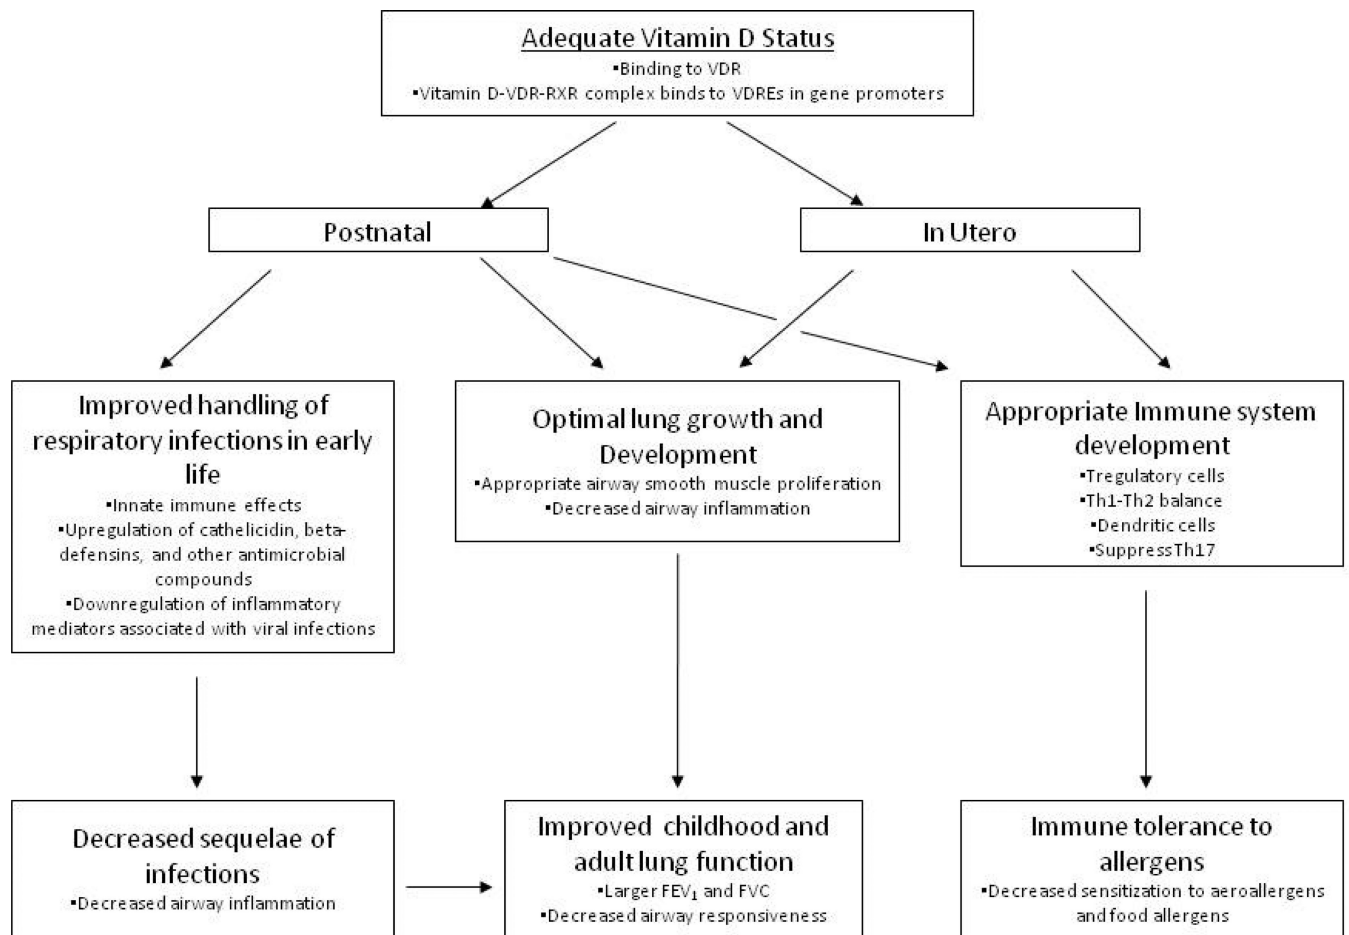 Adequate Vitamin D Status
▪Binding to VDR
▪Vitamin D-VDR-RXR complex binds to VDREs in gene promoters
Postnatal
In Utero
Improved handling of
respiratory infections in early
life
▪Innate immune effects
▪Upregulation of cathelicidin, beta-
defensins, and other antimicrobial
compounds
▪Downregulation of inflammatory
mediators associated with viral infections
Optimal lung growth and
Development
▪Appropriate airway smooth muscle proliferation
▪Decreased airway inflammation
Appropriate Immune system
development
▪Tregulatory cells
▪Th1-Th2 balance
▪Dendritic cells
▪SuppressTh17
Decreased sequelae of
infections
▪Decreased airway inflammation
Improved childhood and
adult lung function
▪Larger FEV₁ and FVC
▪Decreased airway responsiveness
Immune tolerance to
allergens
▪Decreased sensitization to aeroallergens
and food allergens